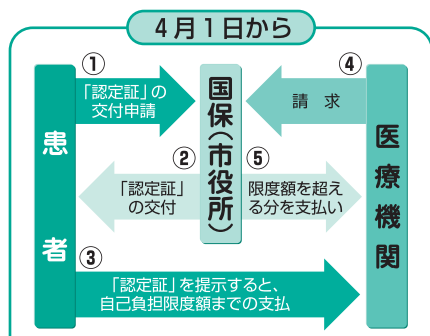 4月1日から
①
「認定証」の
交付申請
④
請 求
患者
国保(市役所)
医療機関
②
「認定証」
の交付
⑤
限度額を超え
る分を支払い
③
「認定証」を提示すると、
自己負担限度額までの支払